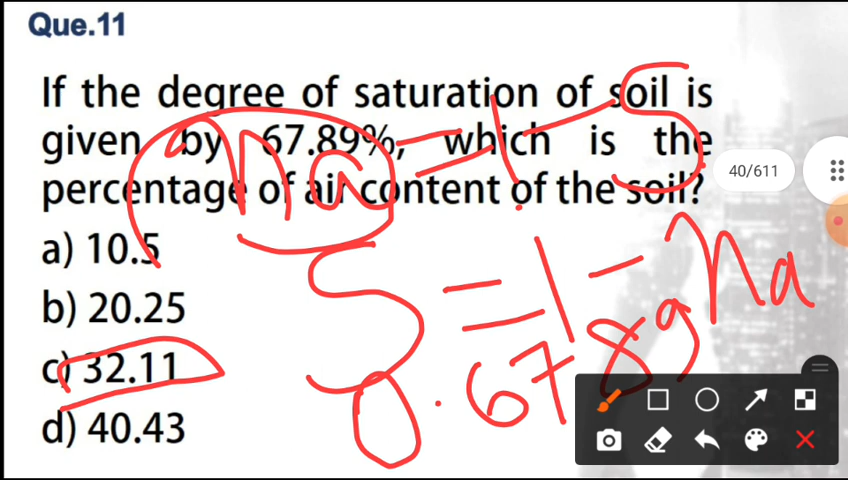 Que.11
If the degree of saturation of soil is
given by 67.89%, which is the
percentage of air content of the soil?
a) 10.5
b) 20.25
c) 32.11
d) 40.43
na = 1 - S
S = 1 - na
0.6789
40/611